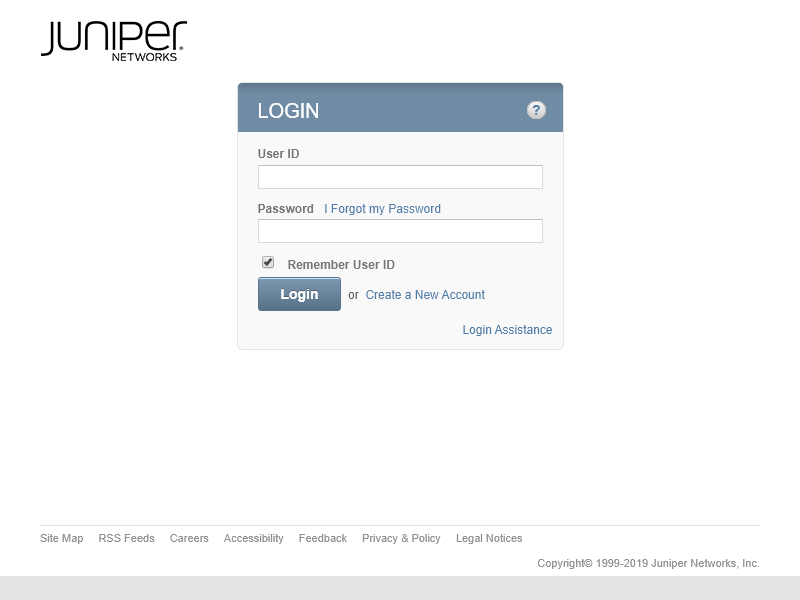 JUNIPER
NETWORKS
LOGIN
?
User ID
Password I Forgot my Password
Remember User ID
Login or Create a New Account
Login Assistance
Site Map RSS Feeds Careers Accessibility Feedback Privacy & Policy Legal Notices
Copyright© 1999-2019 Juniper Networks, Inc.